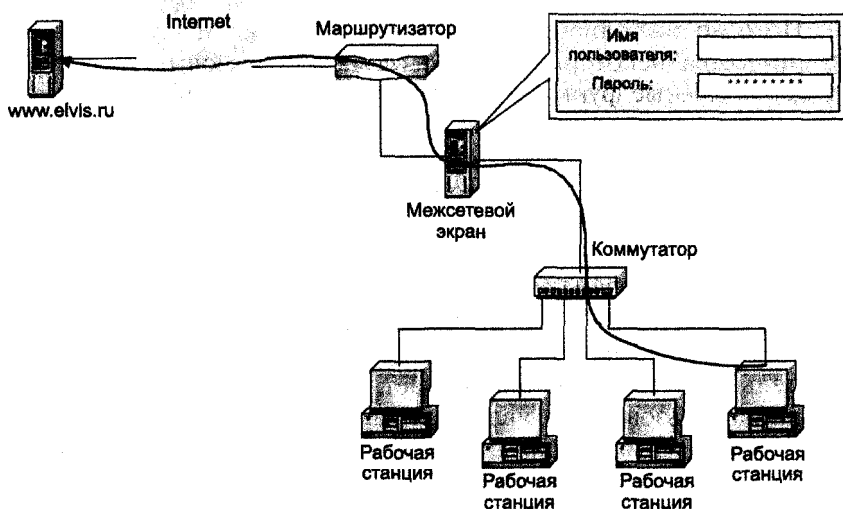 Internet
Маршрутизатор
Имя
пользователя:
Пароль:
*********
www.elvis.ru
Межсетевой
экран
Коммутатор
Рабочая
станция
Рабочая
станция
Рабочая
станция
Рабочая
станция